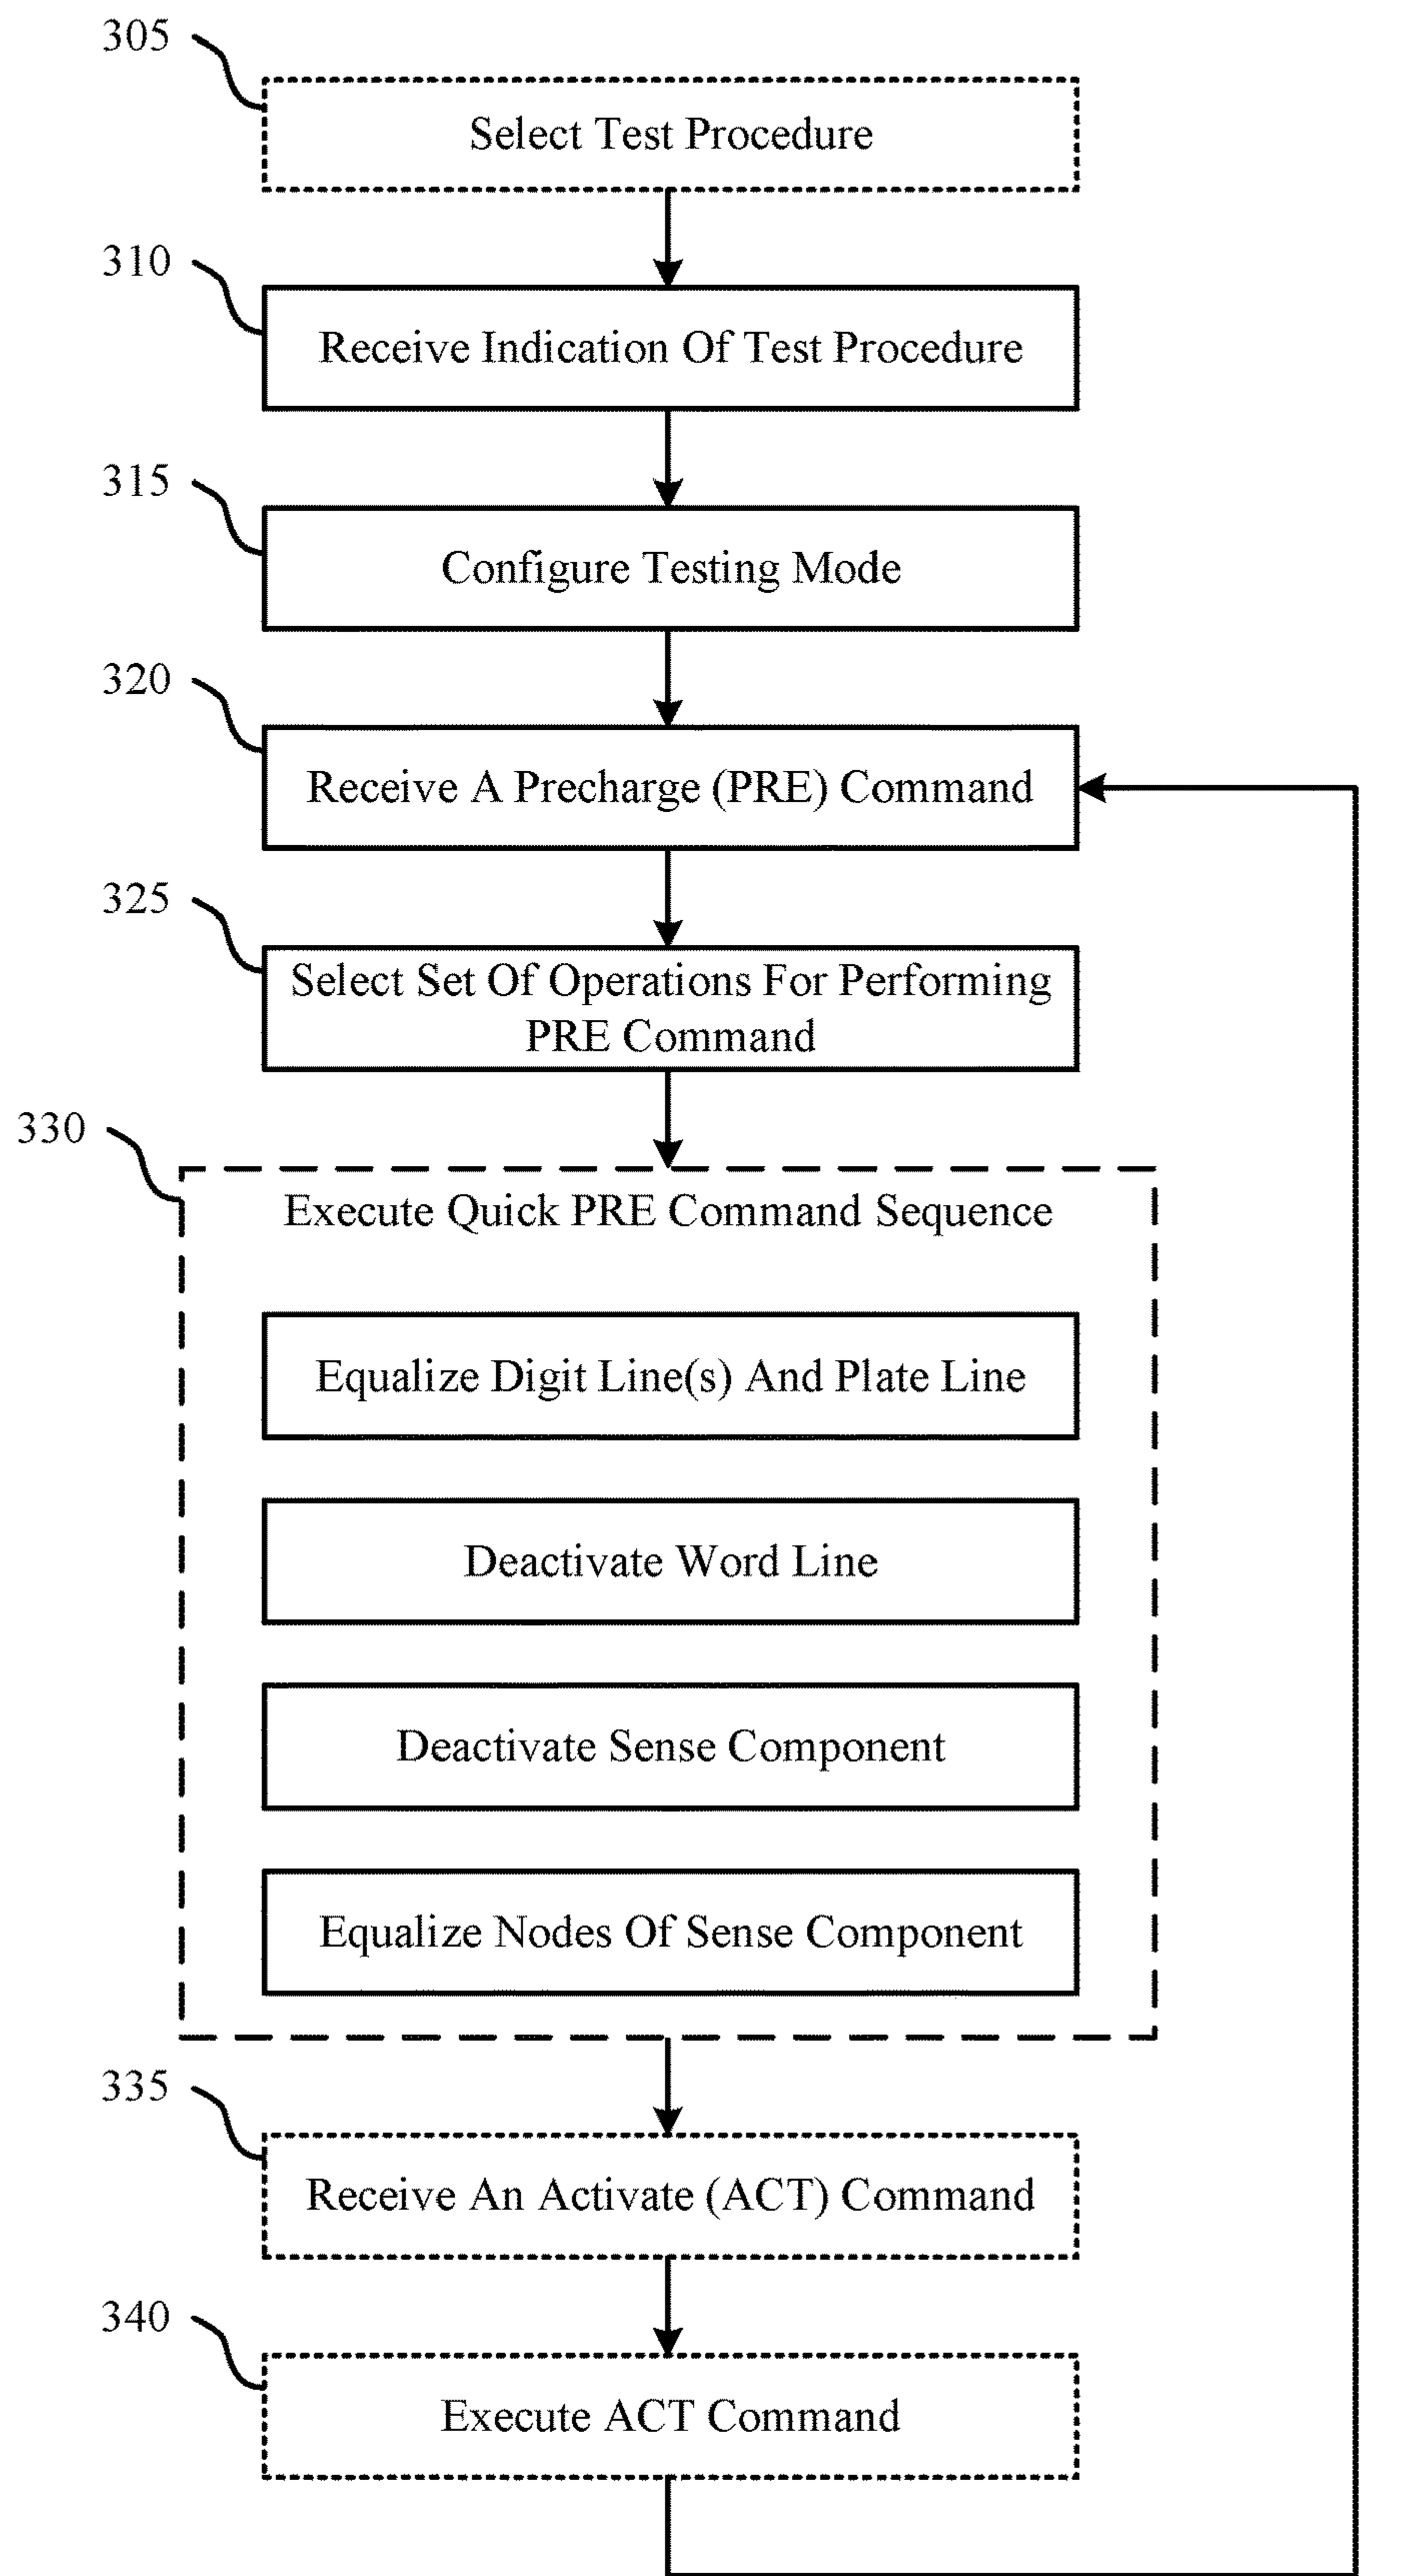 305
Select Test Procedure
310
Receive Indication Of Test Procedure
315
Configure Testing Mode
320
Receive A Precharge (PRE) Command
325
Select Set Of Operations For Performing
PRE Command
330
Execute Quick PRE Command Sequence
Equalize Digit Line(s) And Plate Line
Deactivate Word Line
Deactivate Sense Component
Equalize Nodes Of Sense Component
335
Receive An Activate (ACT) Command
340
Execute ACT Command